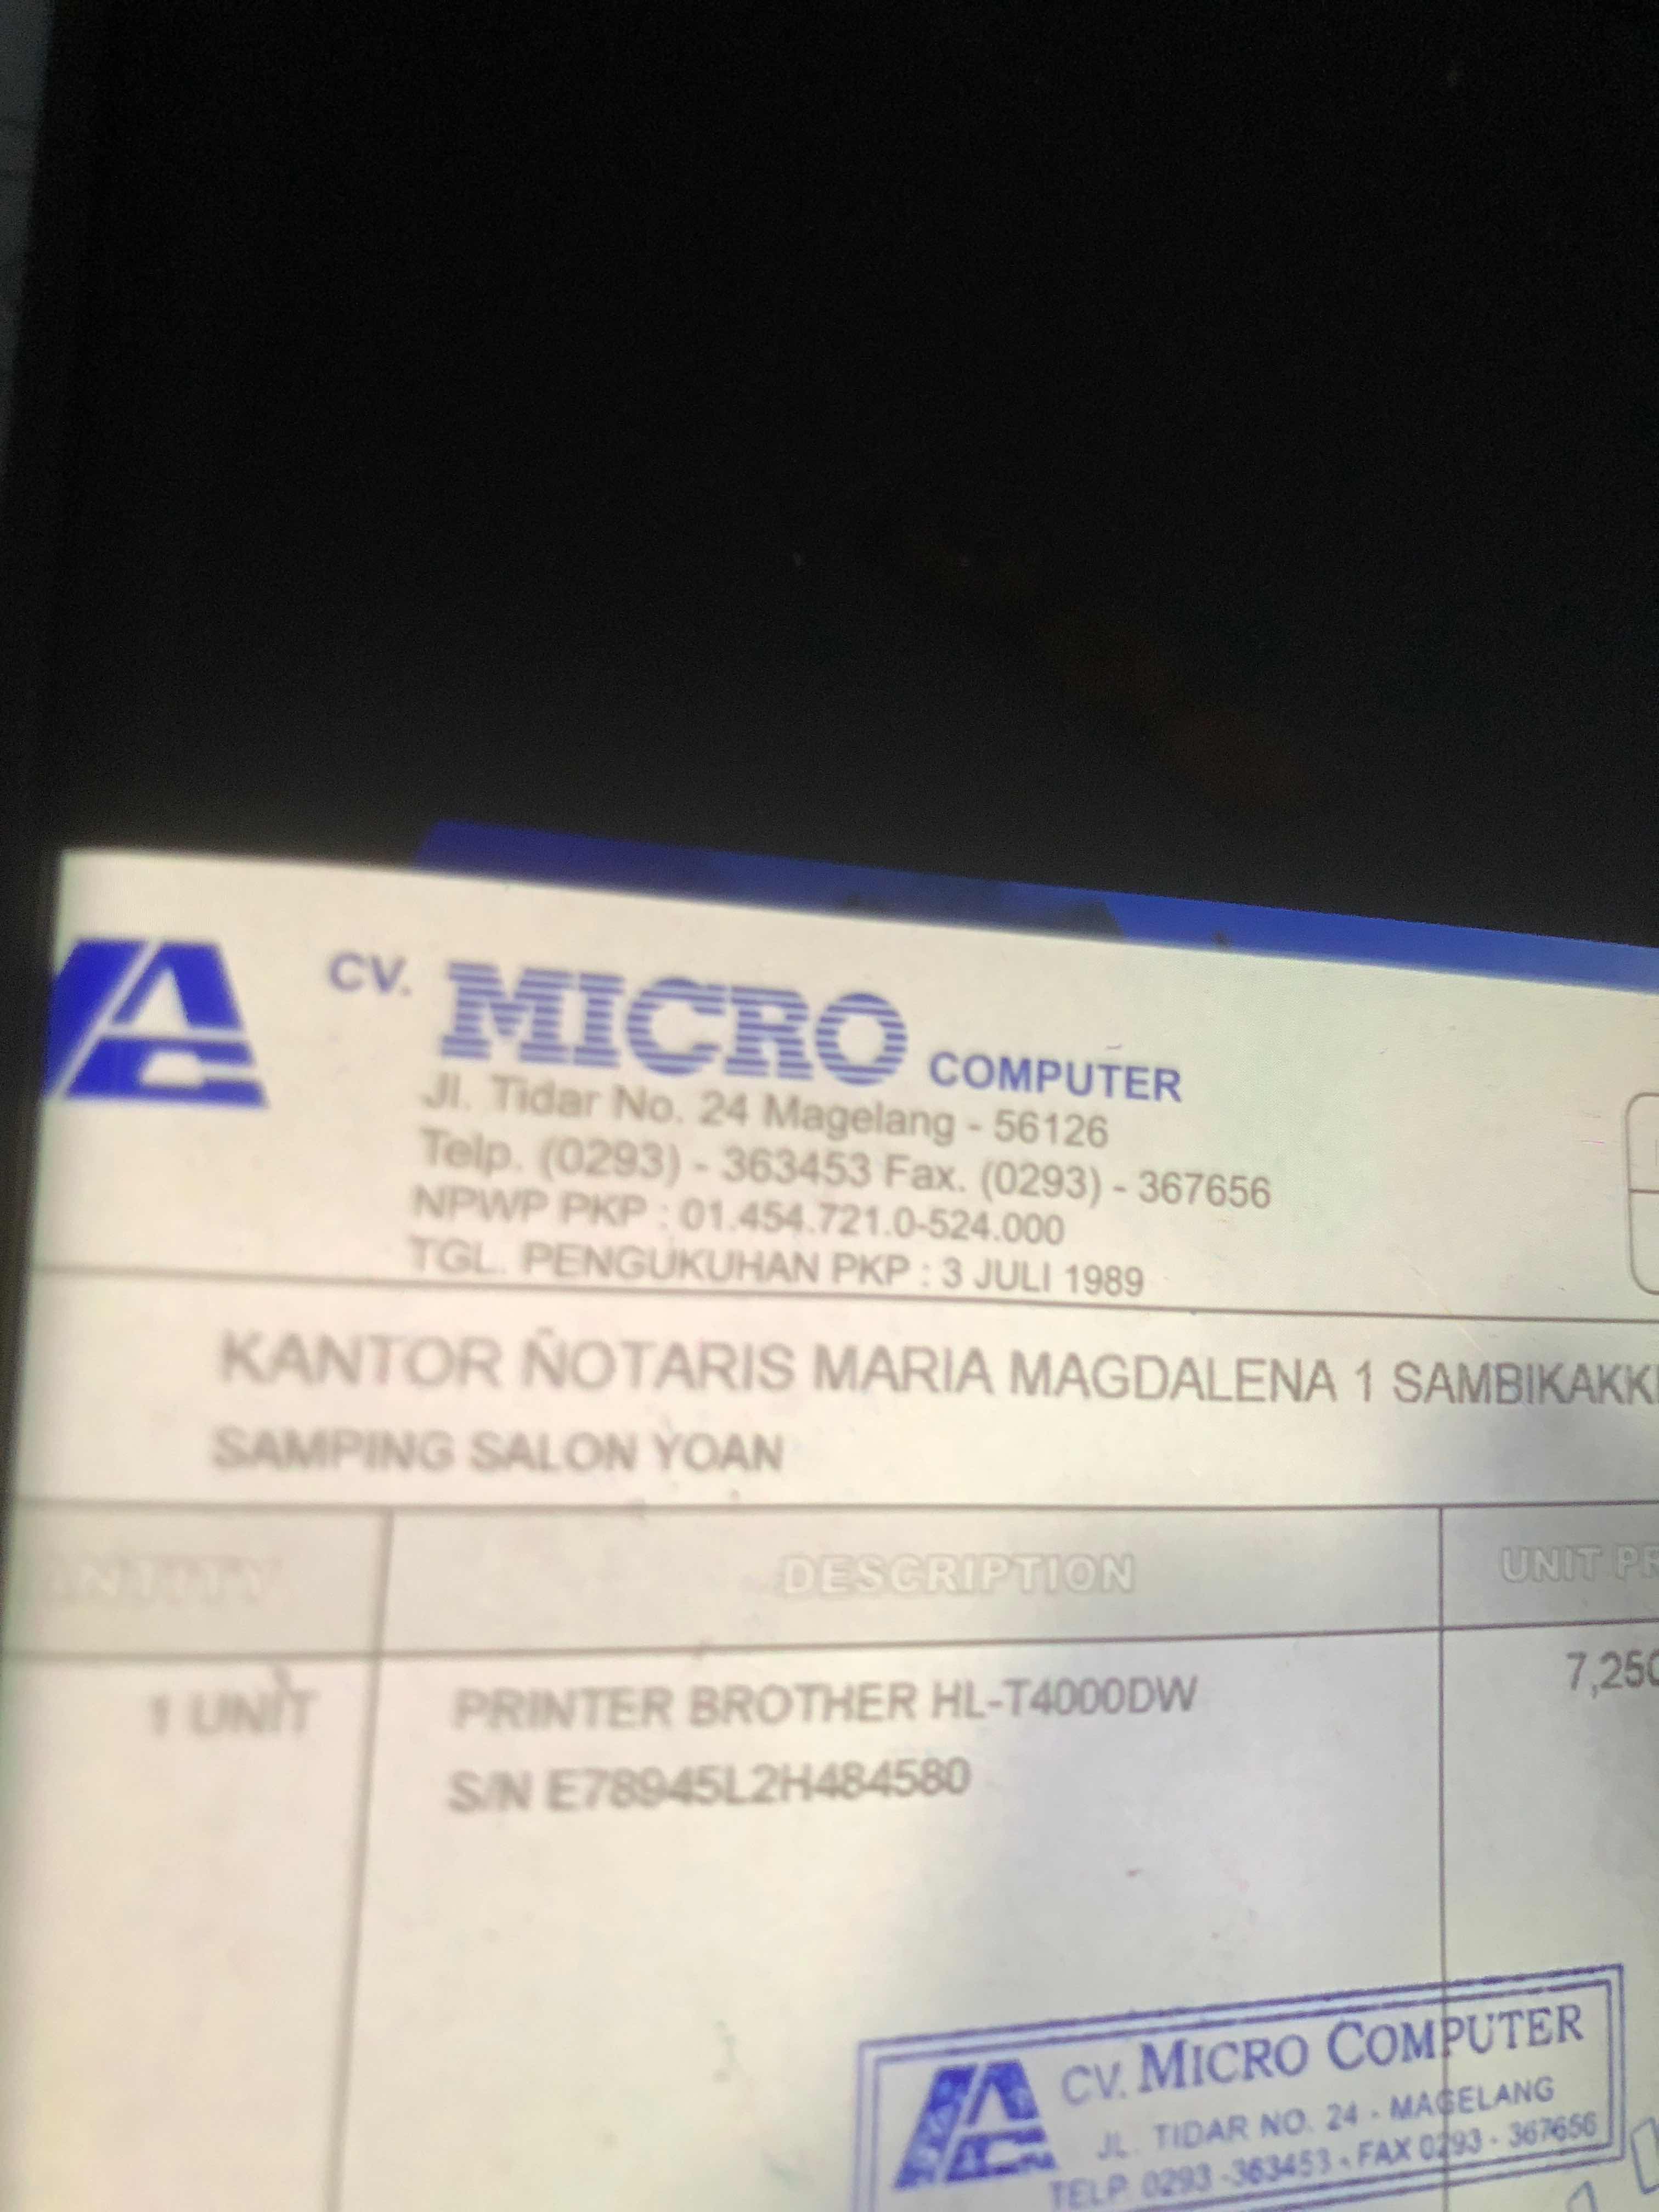 CV. MICRO COMPUTER
Jl. Tidar No. 24 Magelang - 56126
Telp. (0293) - 363453 Fax. (0293) - 367656
NPWP PKP : 01.454.721.0-524.000
TGL. PENGUKUHAN PKP : 3 JULI 1989
KANTOR NOTARIS MARIA MAGDALENA 1 SAMBIKAKK
SAMPING SALON YOAN
ANTITY DESCRIPTION UNIT PR
1 UNIT PRINTER BROTHER HL-T4000DW 7,250
S/N E78945L2H484580
CV. MICRO COMPUTER
JL. TIDAR NO. 24 - MAGELANG
TELP. 0293 -363453 - FAX 0293 - 367656